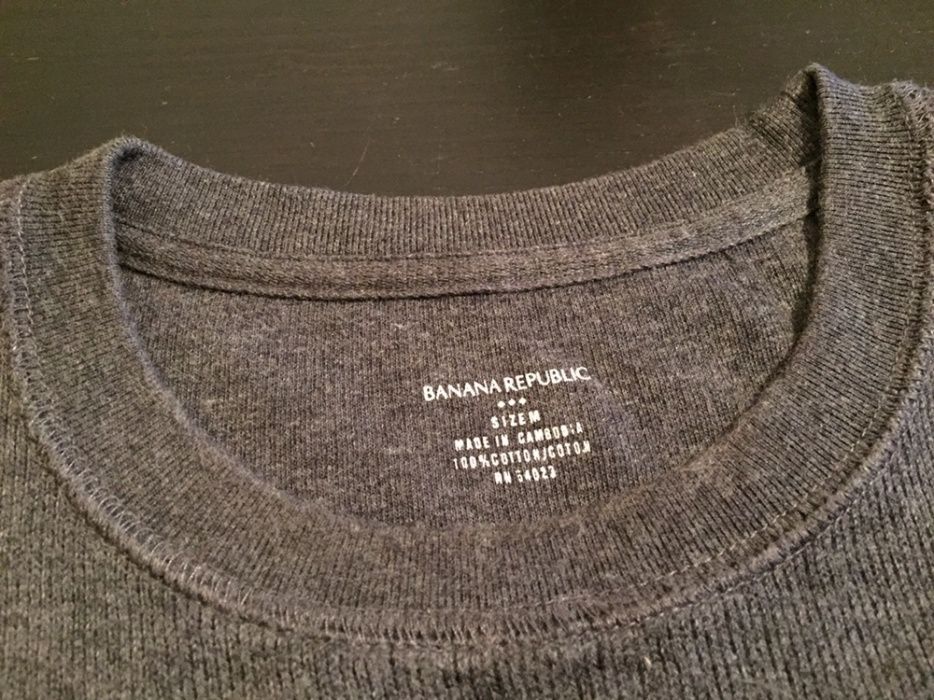 BANANA REPUBLIC
SIZE M
MADE IN CAMBODIA
100%COTTON/COTON
RN 54023